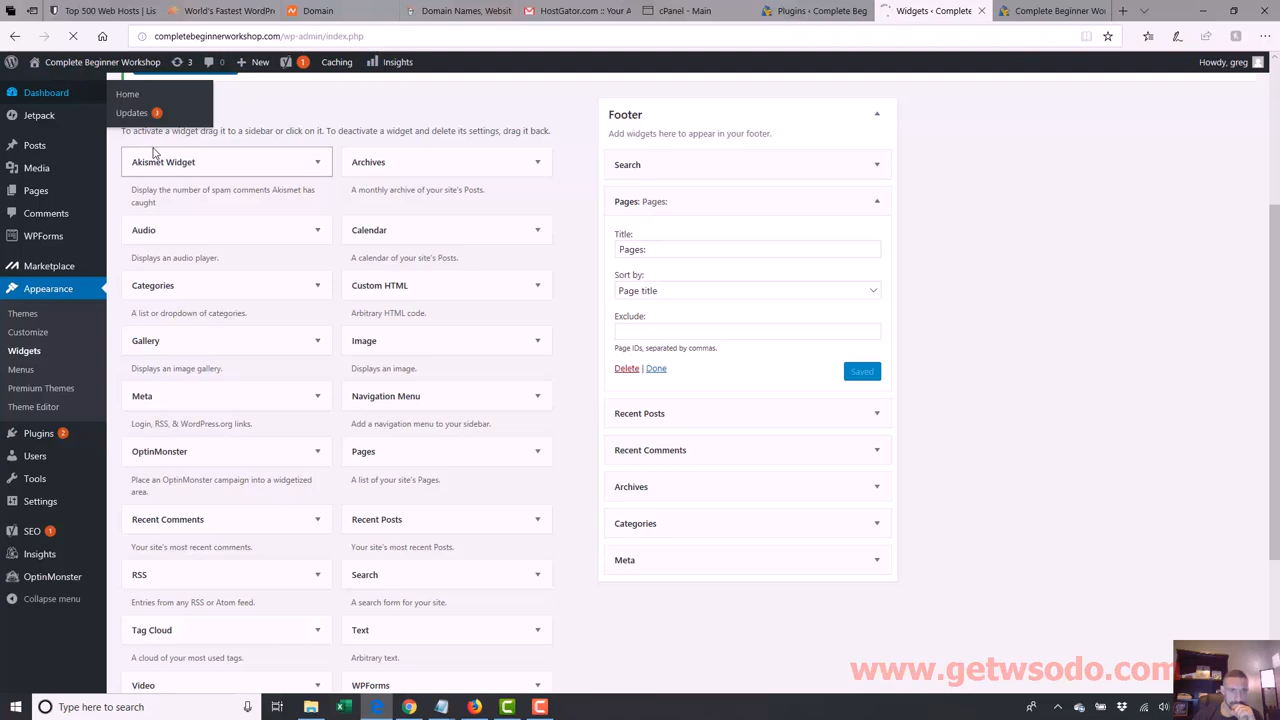 Top 500 Web Hosts |
World's Fastest WordPr
Domain
Domain Names, Websit
HostGator.com Web H
cPanel - Main
Plugins < Complete Beg
Widgets < Complete
Complete Beginner Wor
completebeginnerworkshop.com/wp-admin/index.php
Complete Beginner Workshop
3
0
New
1
Caching
Insights
Howdy, greg
Dashboard
Home
Updates 3
Jetpack
Posts
Media
Pages
Comments
WPForms
Marketplace
Appearance
Themes
Customize
Widgets
Menus
Premium Themes
Theme Editor
Plugins 2
Users
Tools
Settings
SEO 1
Insights
OptinMonster
Collapse menu
To activate a widget drag it to a sidebar or click on it. To deactivate a widget and delete its settings, drag it back.
Akismet Widget
Display the number of spam comments Akismet has
caught
Archives
A monthly archive of your site's Posts.
Audio
Displays an audio player.
Calendar
A calendar of your site's Posts.
Categories
A list or dropdown of categories.
Custom HTML
Arbitrary HTML code.
Gallery
Displays an image gallery.
Image
Displays an image.
Meta
Login, RSS, & WordPress.org links.
Navigation Menu
Add a navigation menu to your sidebar.
OptinMonster
Place an OptinMonster campaign into a widgetized
area.
Pages
A list of your site's Pages.
Recent Comments
Your site's most recent comments.
Recent Posts
Your site's most recent Posts.
RSS
Entries from any RSS or Atom feed.
Search
A search form for your site.
Tag Cloud
A cloud of your most used tags.
Text
Arbitrary text.
Video
WPForms
Footer
Add widgets here to appear in your footer.
Search
Pages: Pages:
Title:
Pages:
Sort by:
Page title
Exclude:
Page IDs, separated by commas.
Delete | Done
Saved
Recent Posts
Recent Comments
Archives
Categories
Meta
www.getwsodo.com
Type here to search